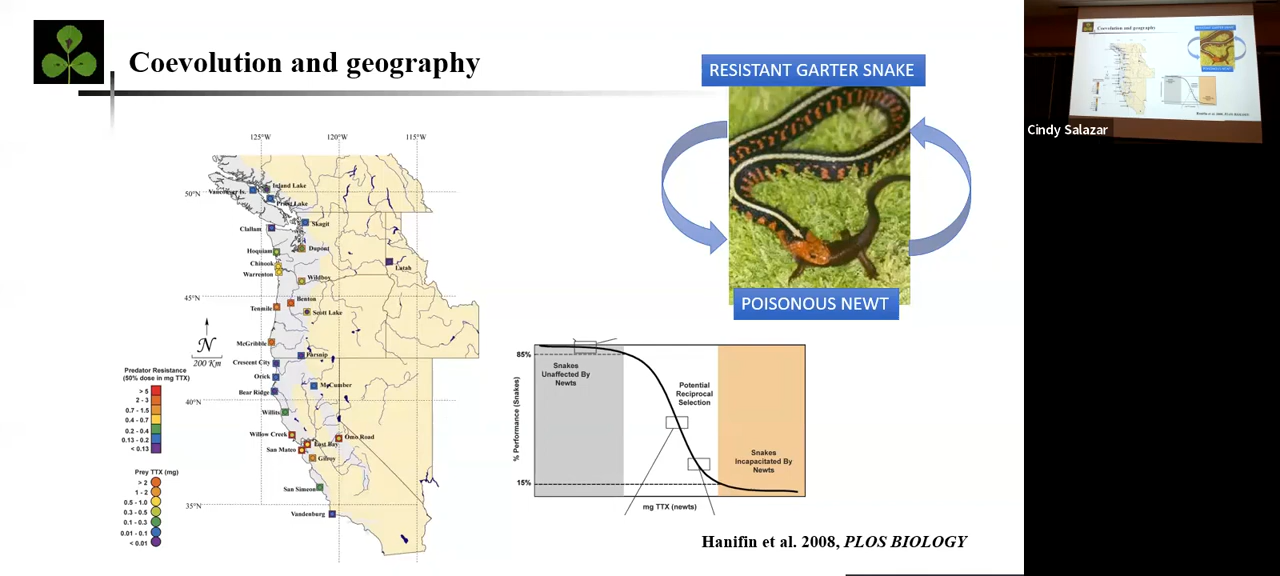 Coevolution and geography
RESISTANT GARTER SNAKE
POISONOUS NEWT
125°W
120°W
115°W
50°N
45°N
40°N
35°N
Inland Lake
Vancouver Is.
Skagit
Clallum
Dupont
Hoquiam
Chinook
Warrenton
Latah
Wildboy
Benton
Tenmile
Scott Lake
McGribble
Parsnip
Crescent City
Orick
McCumber
Bear Ridge
Willits
Willow Creek
Omo Road
East Bay
San Mateo
Gilroy
San Simeon
Vandenburg
N
200 Km
Predator Resistance
(50% dose in mg TTX)
> 5
2 - 3
0.7 - 1.5
0.4 - 0.7
0.2 - 0.4
0.13 - 0.2
< 0.13
Prey TTX (mg)
> 2
1 - 2
0.5 - 1.0
0.3 - 0.5
0.1 - 0.3
0.01 - 0.1
< 0.01
% Performance (Snakes)
85%
15%
Snakes
Unaffected By
Newts
Potential
Reciprocal
Selection
Snakes
Incapacitated By
Newts
mg TTX (newts)
Hanifin et al. 2008, PLOS BIOLOGY
Coevolution and geography
Cindy Salazar